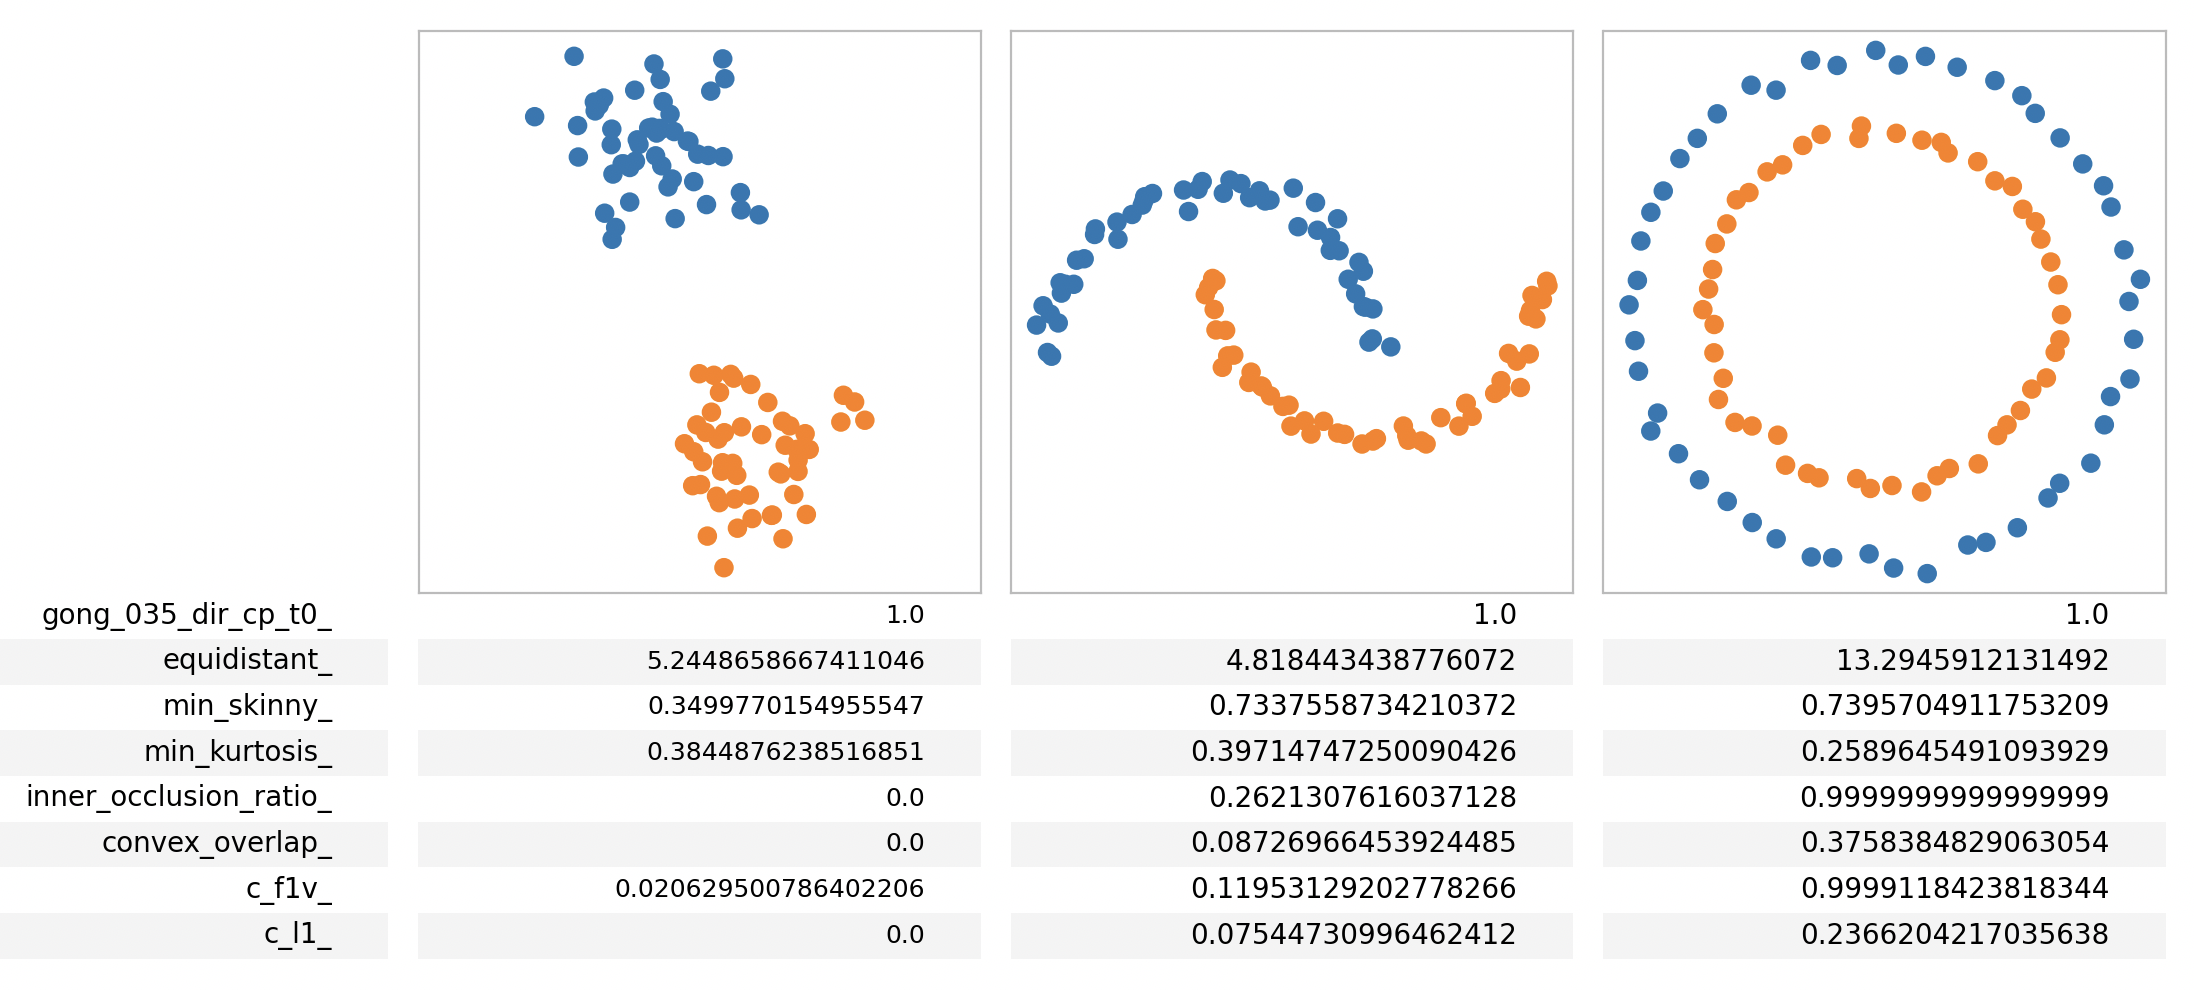 gong_035_dir_cp_t0_ 1.0 1.0 1.0
equidistant_ 5.2448658667411046 4.818443438776072 13.2945912131492
min_skinny_ 0.3499770154955547 0.7337558734210372 0.7395704911753209
min_kurtosis_ 0.3844876238516851 0.39714747250090426 0.2589645491093929
inner_occlusion_ratio_ 0.0 0.2621307616037128 0.9999999999999999
convex_overlap_ 0.0 0.08726966453924485 0.3758384829063054
c_f1v_ 0.020629500786402206 0.11953129202778266 0.9999118423818344
c_l1_ 0.0 0.07544730996462412 0.2366204217035638